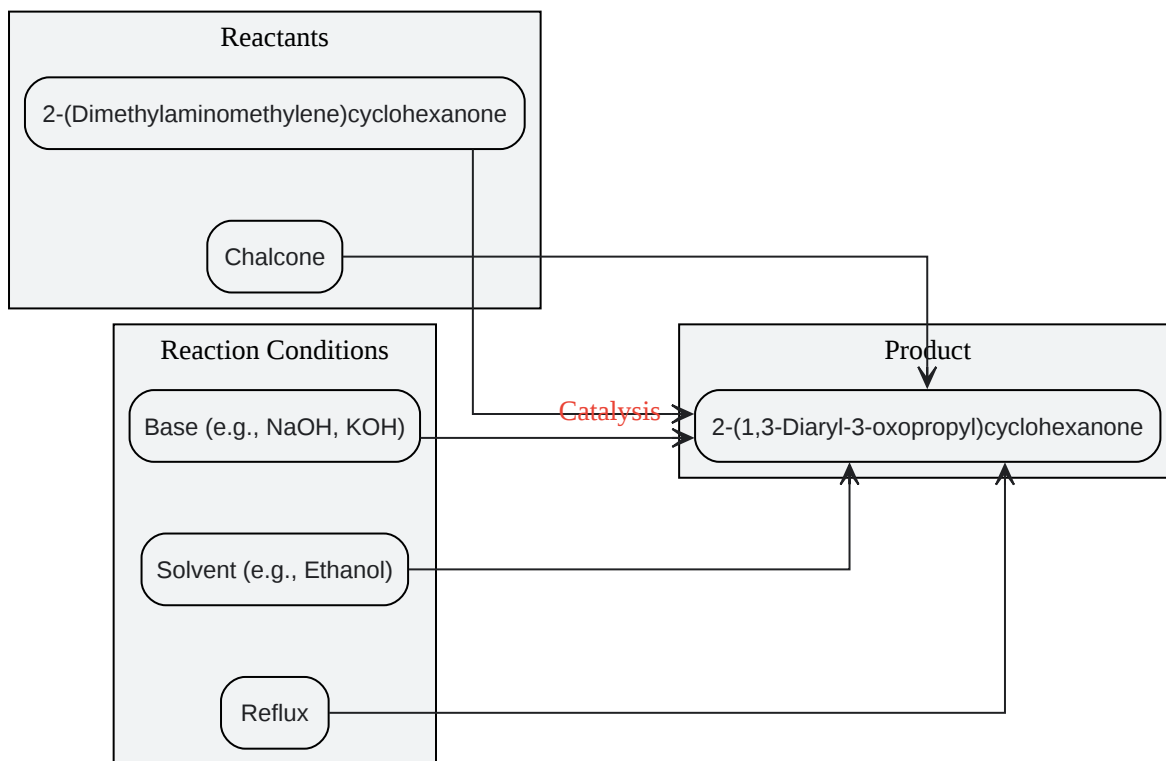 Reactants
2-(Dimethylaminomethylene)cyclohexanone
Chalcone
Reaction Conditions
Base (e.g., NaOH, KOH)
Solvent (e.g., Ethanol)
Reflux
Catalysis
Product
2-(1,3-Diaryl-3-oxopropyl)cyclohexanone